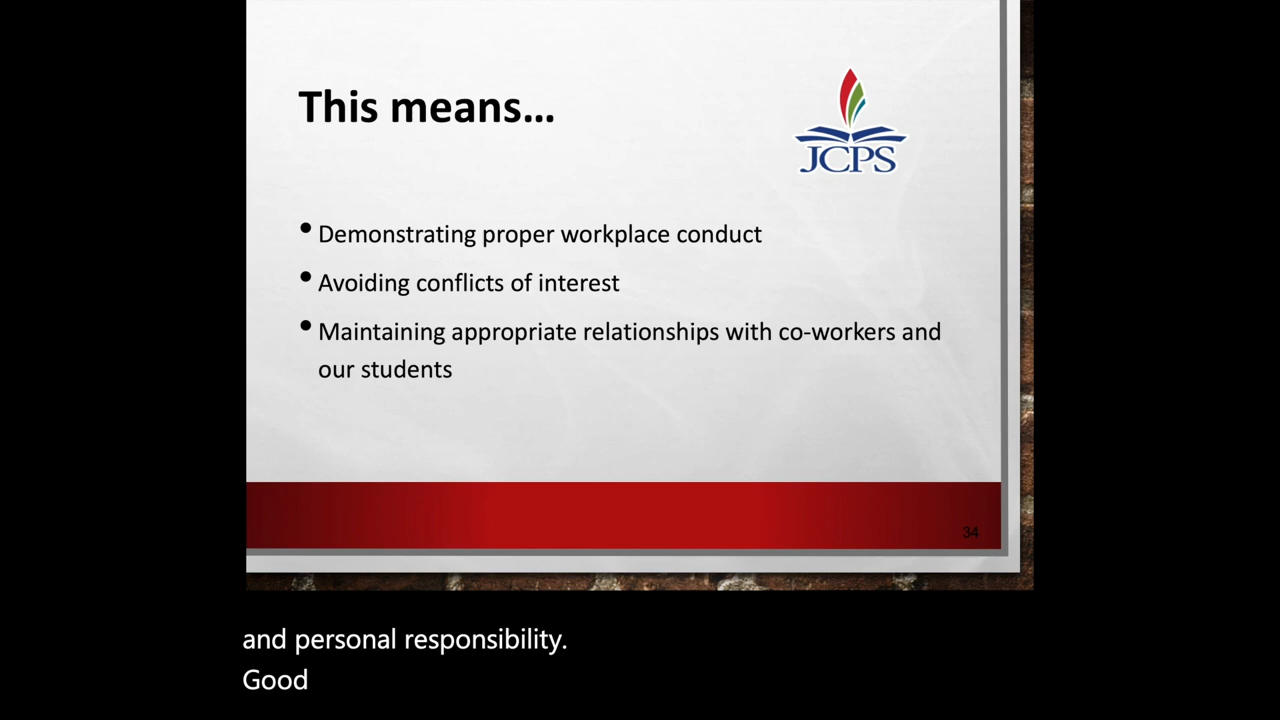 This means…
JCPS
• Demonstrating proper workplace conduct
• Avoiding conflicts of interest
• Maintaining appropriate relationships with co-workers and
our students
34
and personal responsibility.
Good